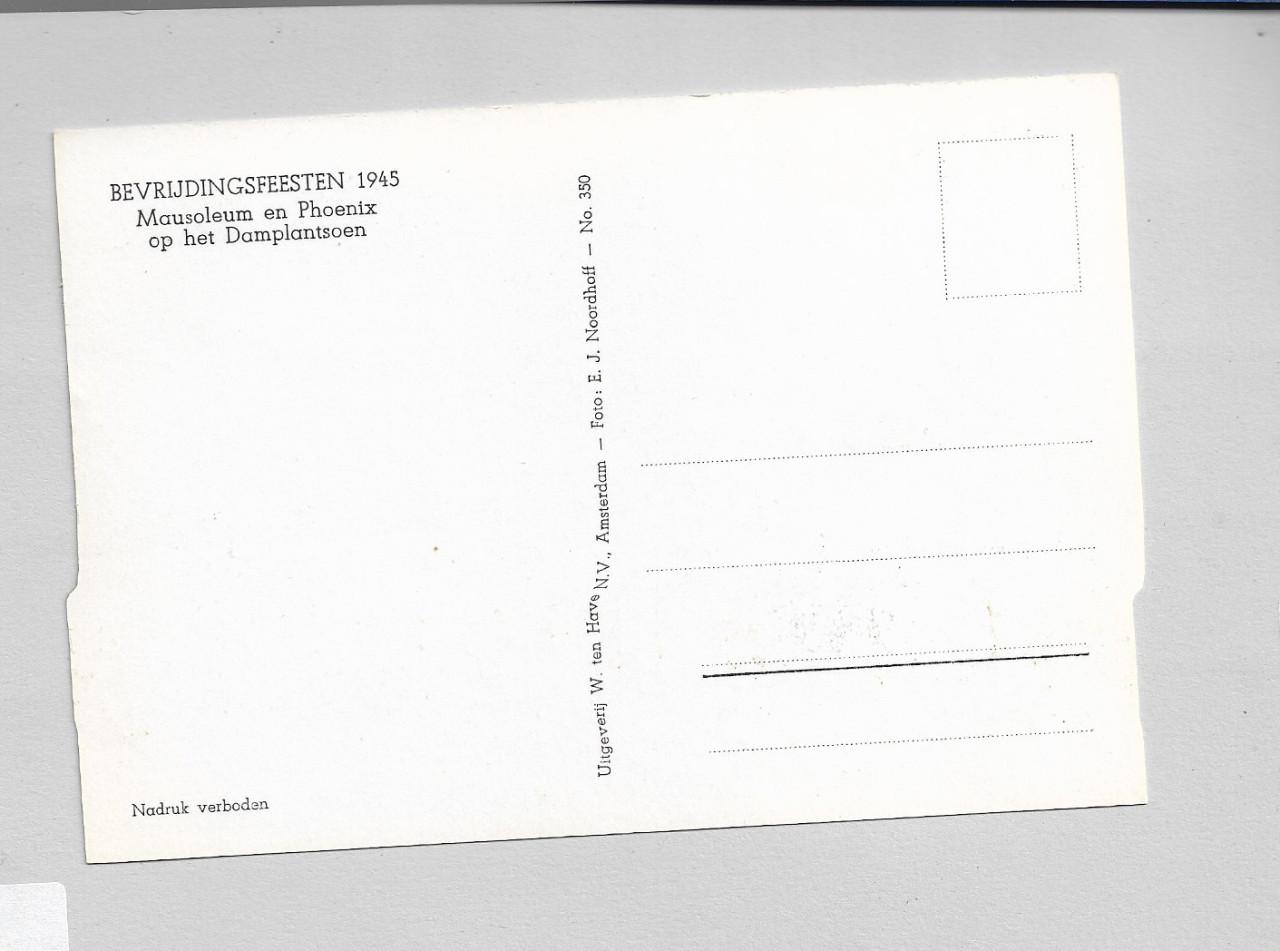 BEVRIJDINGSFEESTEN 1945
Mausoleum en Phoenix
op het Damplantsoen
Uitgeverij W. ten Have N.V., Amsterdam — Foto: E. J. Noordhoff — No. 350
Nadruk verboden